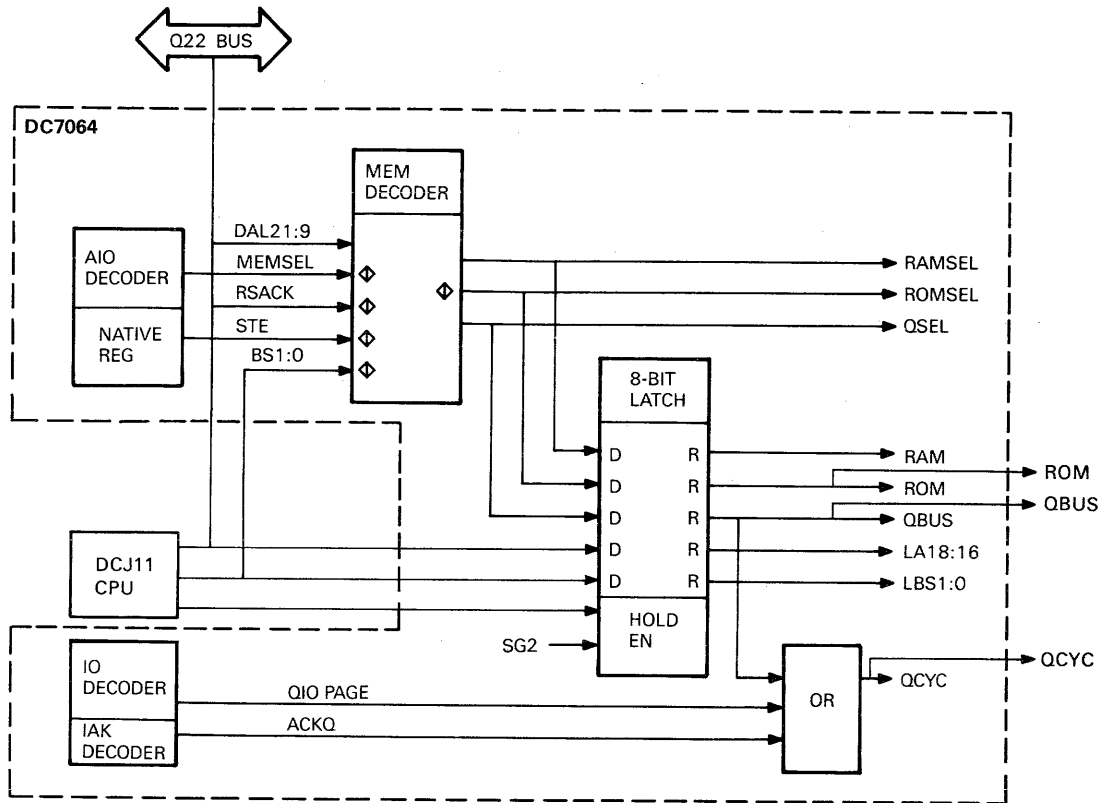 Q22 BUS
DC7064
MEM
DECODER
DAL21:9
AIO
DECODER
MEMSEL
RSACK
NATIVE
REG
STE
BS1:0
RAMSEL
ROMSEL
QSEL
8-BIT
LATCH
D R RAM
D R ROM
ROM
D R QBUS
QBUS
D R LA18:16
D R LBS1:0
DCJ11
CPU
HOLD
EN
SG2
IO
DECODER
QIO PAGE
IAK
DECODER
ACKQ
OR
QCYC
QCYC